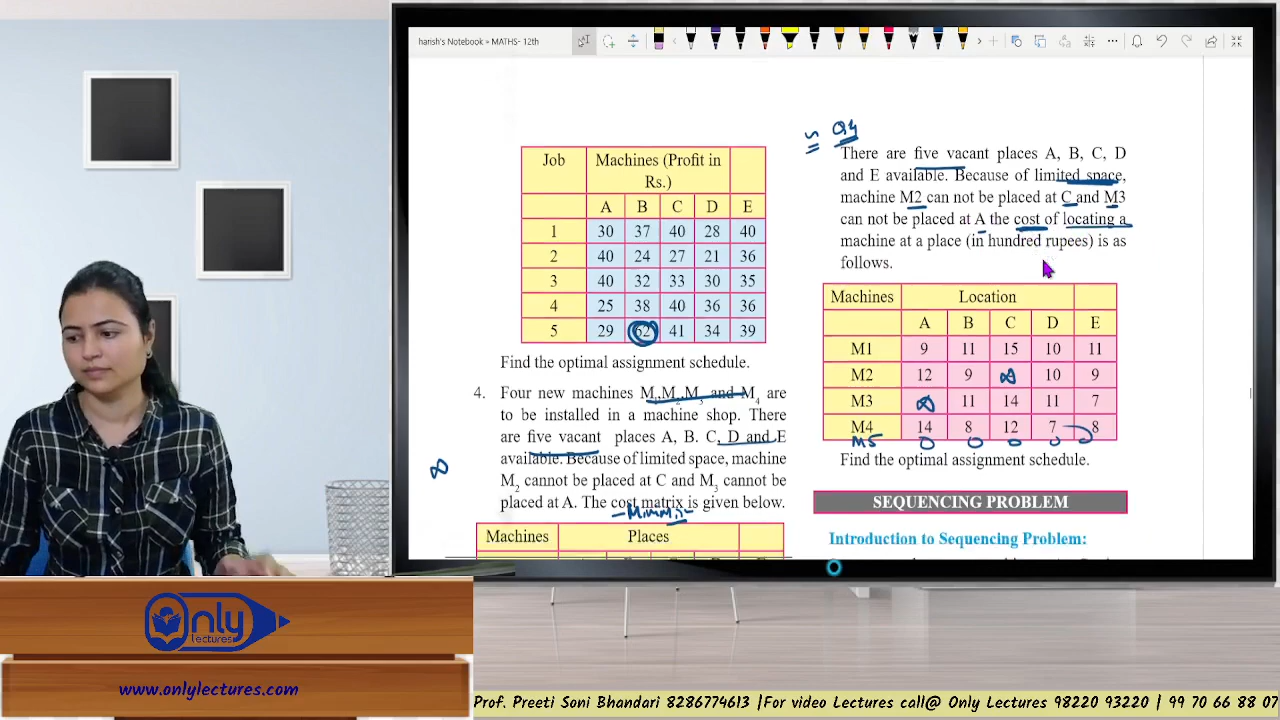 harish's Notebook » MATHS- 12th
Job Machines (Profit in Rs.)
A B C D E
1 30 37 40 28 40
2 40 24 27 21 36
3 40 32 33 30 35
4 25 38 40 36 36
5 29 62 41 34 39
Find the optimal assignment schedule.
4. Four new machines M1, M2, M3 and M4 are
to be installed in a machine shop. There
are five vacant places A, B. C, D and E
available. Because of limited space, machine
M2 cannot be placed at C and M3 cannot be
placed at A. The cost matrix is given below.
Machines Places
∞
Q.4
There are five vacant places A, B, C, D
and E available. Because of limited space,
machine M2 can not be placed at C and M3
can not be placed at A the cost of locating a
machine at a place (in hundred rupees) is as
follows.
Machines Location
A B C D E
M1 9 11 15 10 11
M2 12 9 ∞ 10 9
M3 ∞ 11 14 11 7
M4 14 8 12 7 8
M5 0 0 0 0 0
Find the optimal assignment schedule.
SEQUENCING PROBLEM
Introduction to Sequencing Problem:
Only
lectures
www.onlylectures.com
Prof. Preeti Soni Bhandari 8286774613 |For video Lectures call@ Only Lectures 98220 93220 | 99 70 66 88 07